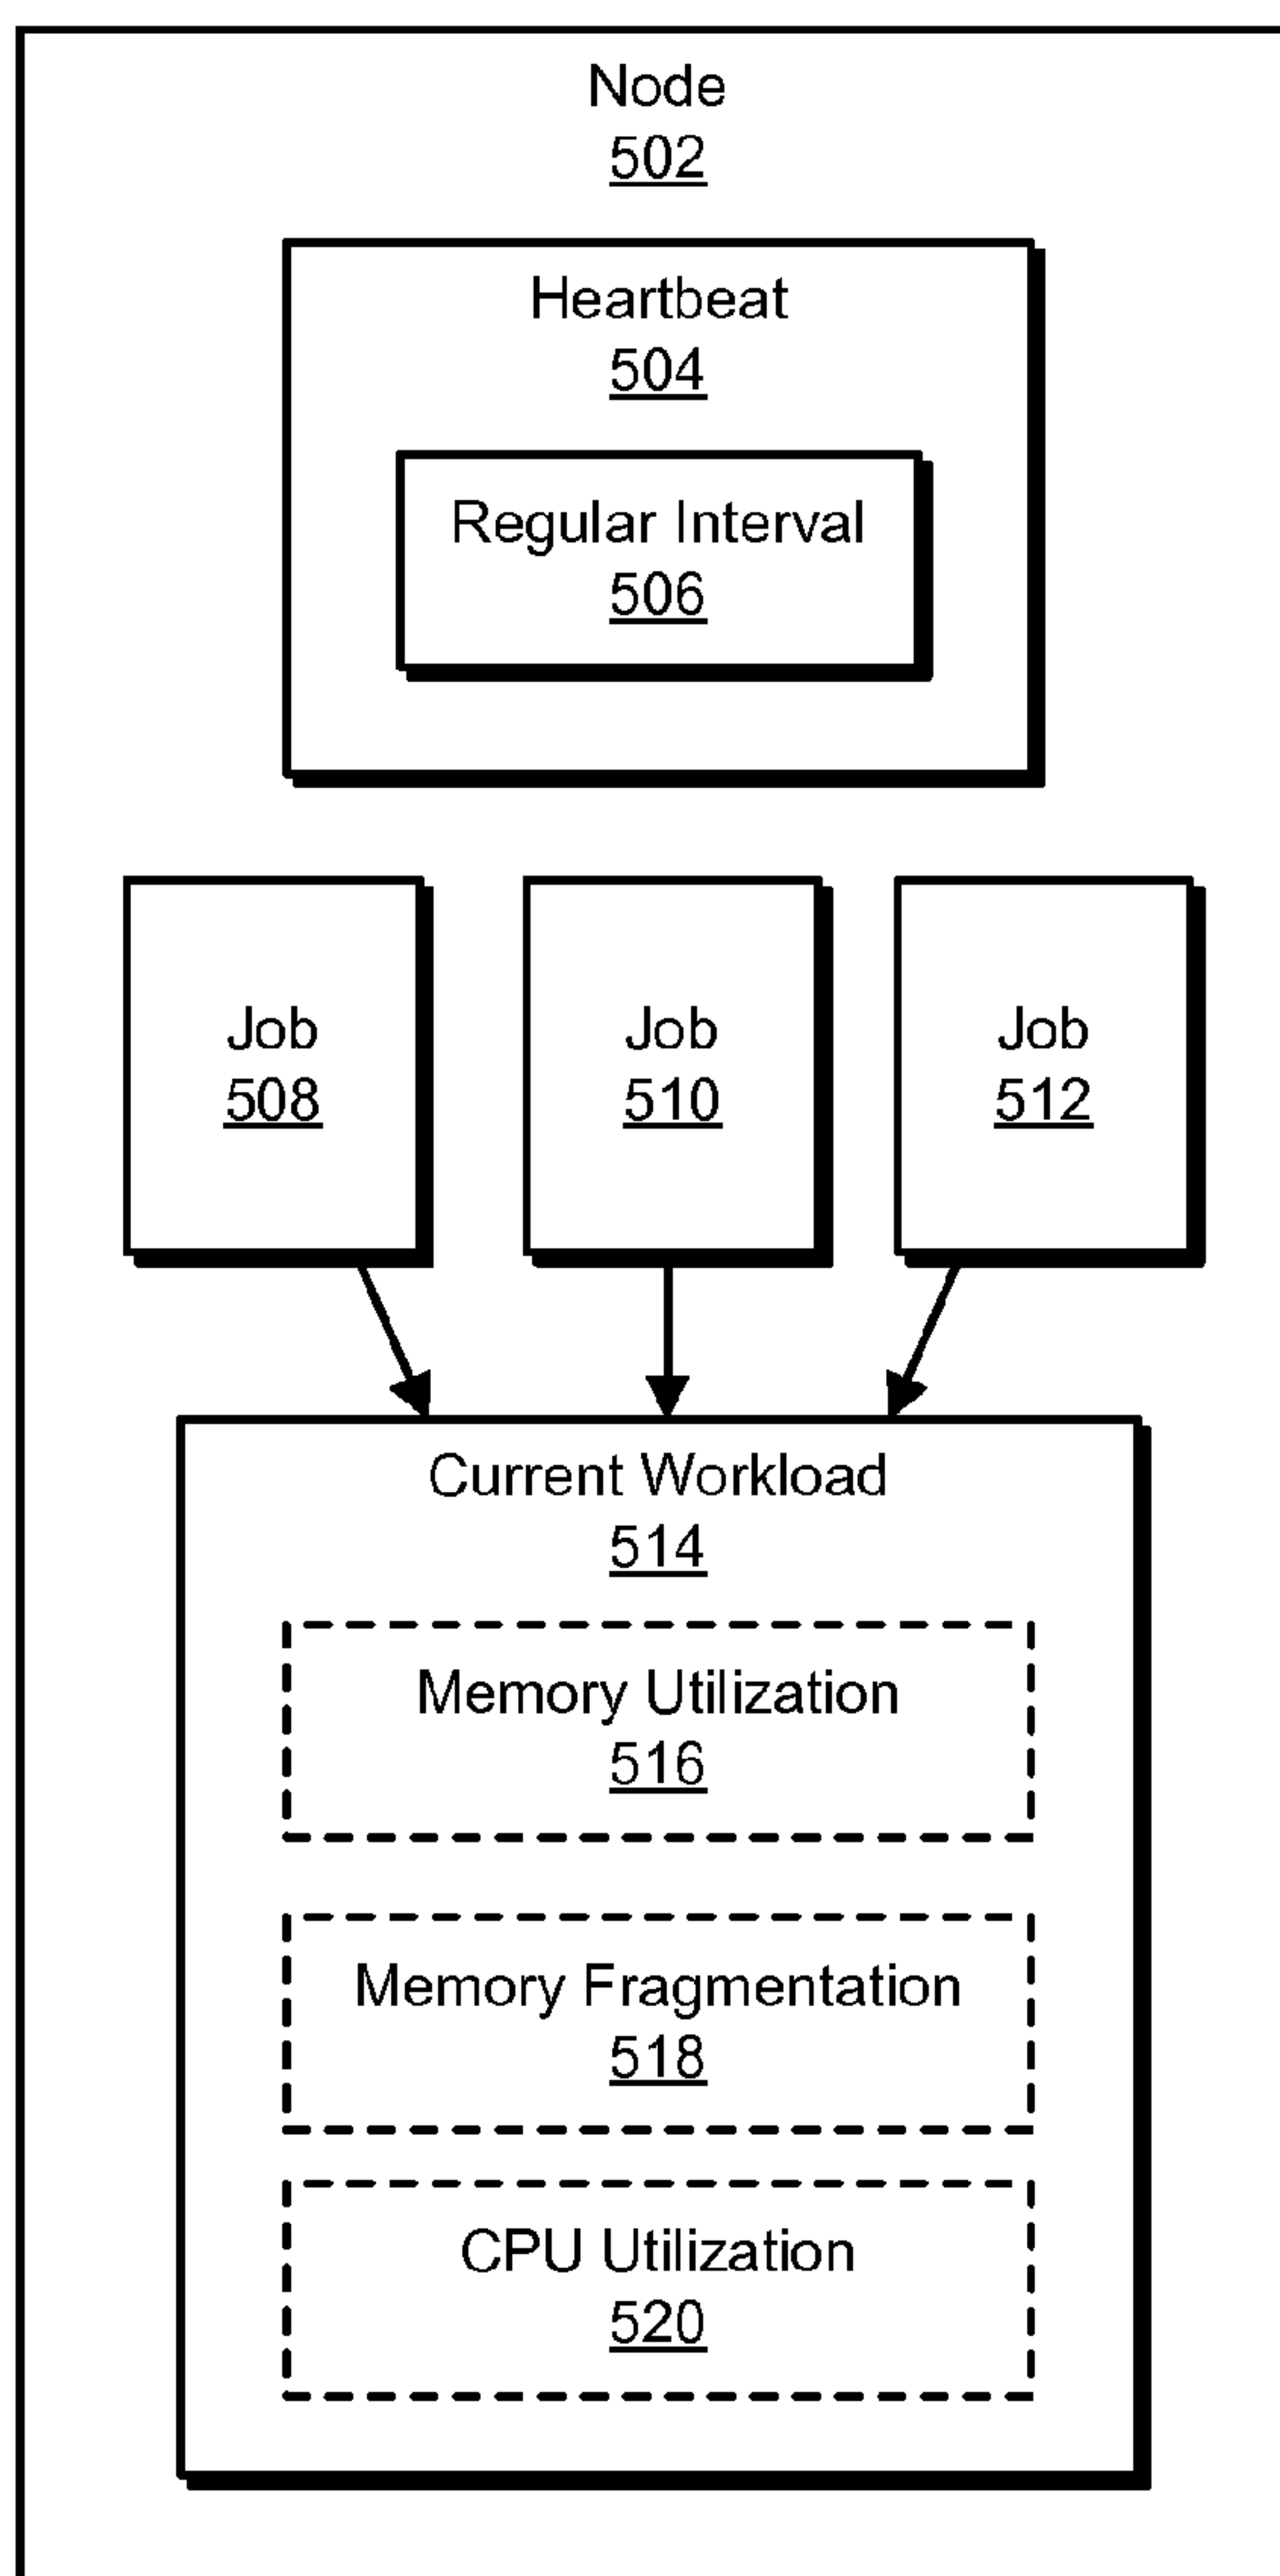 Node
502
Heartbeat
504
Regular Interval
506
Job
508
Job
510
Job
512
Current Workload
514
Memory Utilization
516
Memory Fragmentation
518
CPU Utilization
520